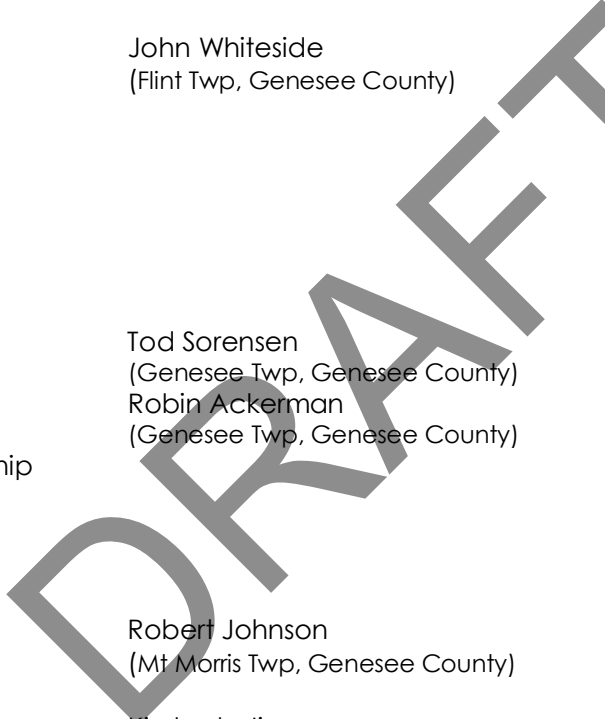 John Whiteside
(Flint Twp, Genesee County)
Tod Sorensen
(Genesee Twp, Genesee County)
Robin Ackerman
(Genesee Twp, Genesee County)
Robert Johnson
(Mt Morris Twp, Genesee County)
DRAFT